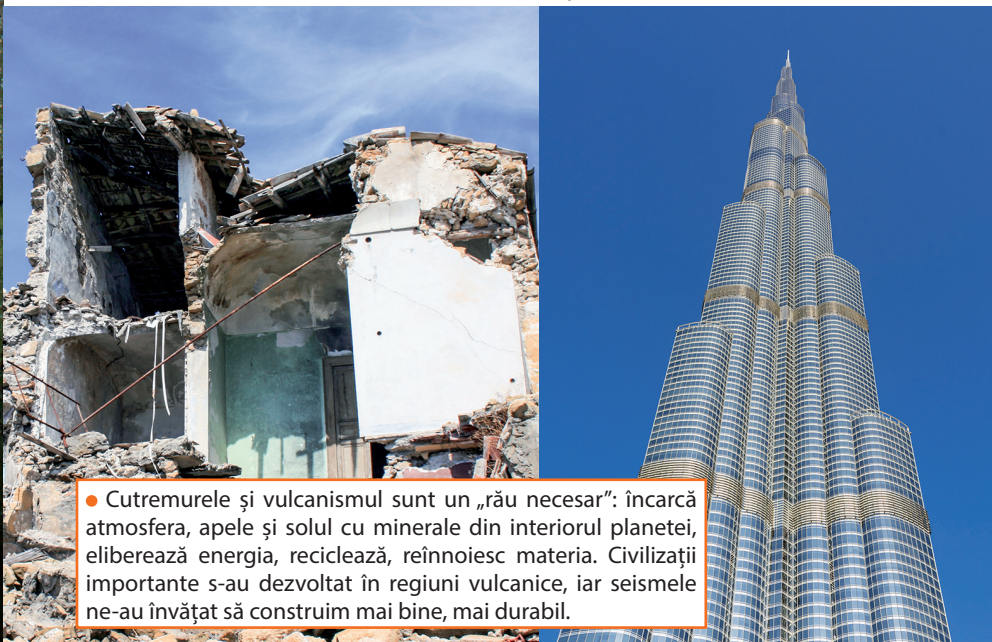 ● Cutremurele și vulcanismul sunt un „rău necesar”: încarcă
atmosfera, apele și solul cu minerale din interiorul planetei,
eliberează energia, reciclează, reînnoiesc materia. Civilizații
importante s-au dezvoltat în regiuni vulcanice, iar seismele
ne-au învățat să construim mai bine, mai durabil.